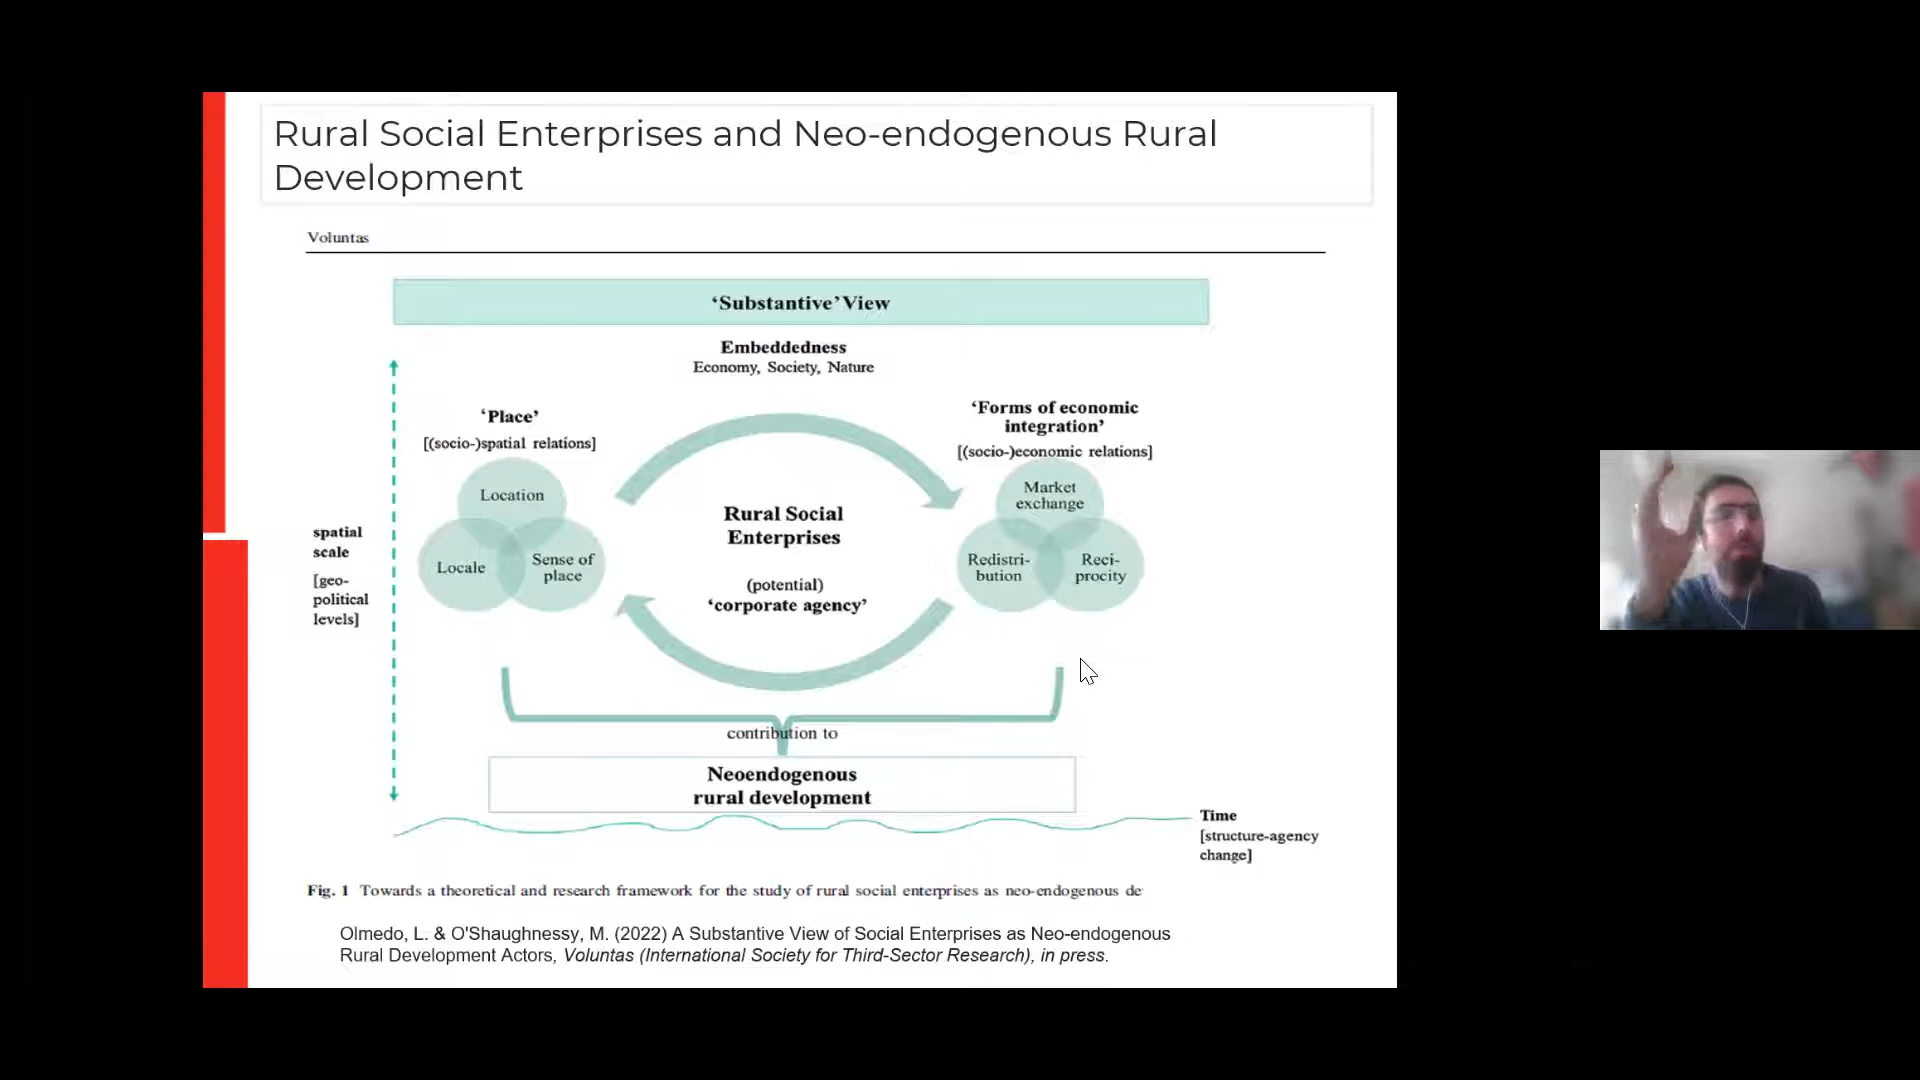 Rural Social Enterprises and Neo-endogenous Rural
Development
Voluntas
‘Substantive’ View
Embeddedness
Economy, Society, Nature
‘Place’
[(socio-)spatial relations]
‘Forms of economic
integration’
[(socio-)economic relations]
Location
Locale
Sense of
place
Market
exchange
Redistri-
bution
Reci-
procity
Rural Social
Enterprises
(potential)
‘corporate agency’
spatial
scale
[geo-
political
levels]
contribution to
Neoendogenous
rural development
Time
[structure-agency
change]
Fig. 1 Towards a theoretical and research framework for the study of rural social enterprises as neo-endogenous de
Olmedo, L. & O'Shaughnessy, M. (2022) A Substantive View of Social Enterprises as Neo-endogenous
Rural Development Actors, Voluntas (International Society for Third-Sector Research), in press.